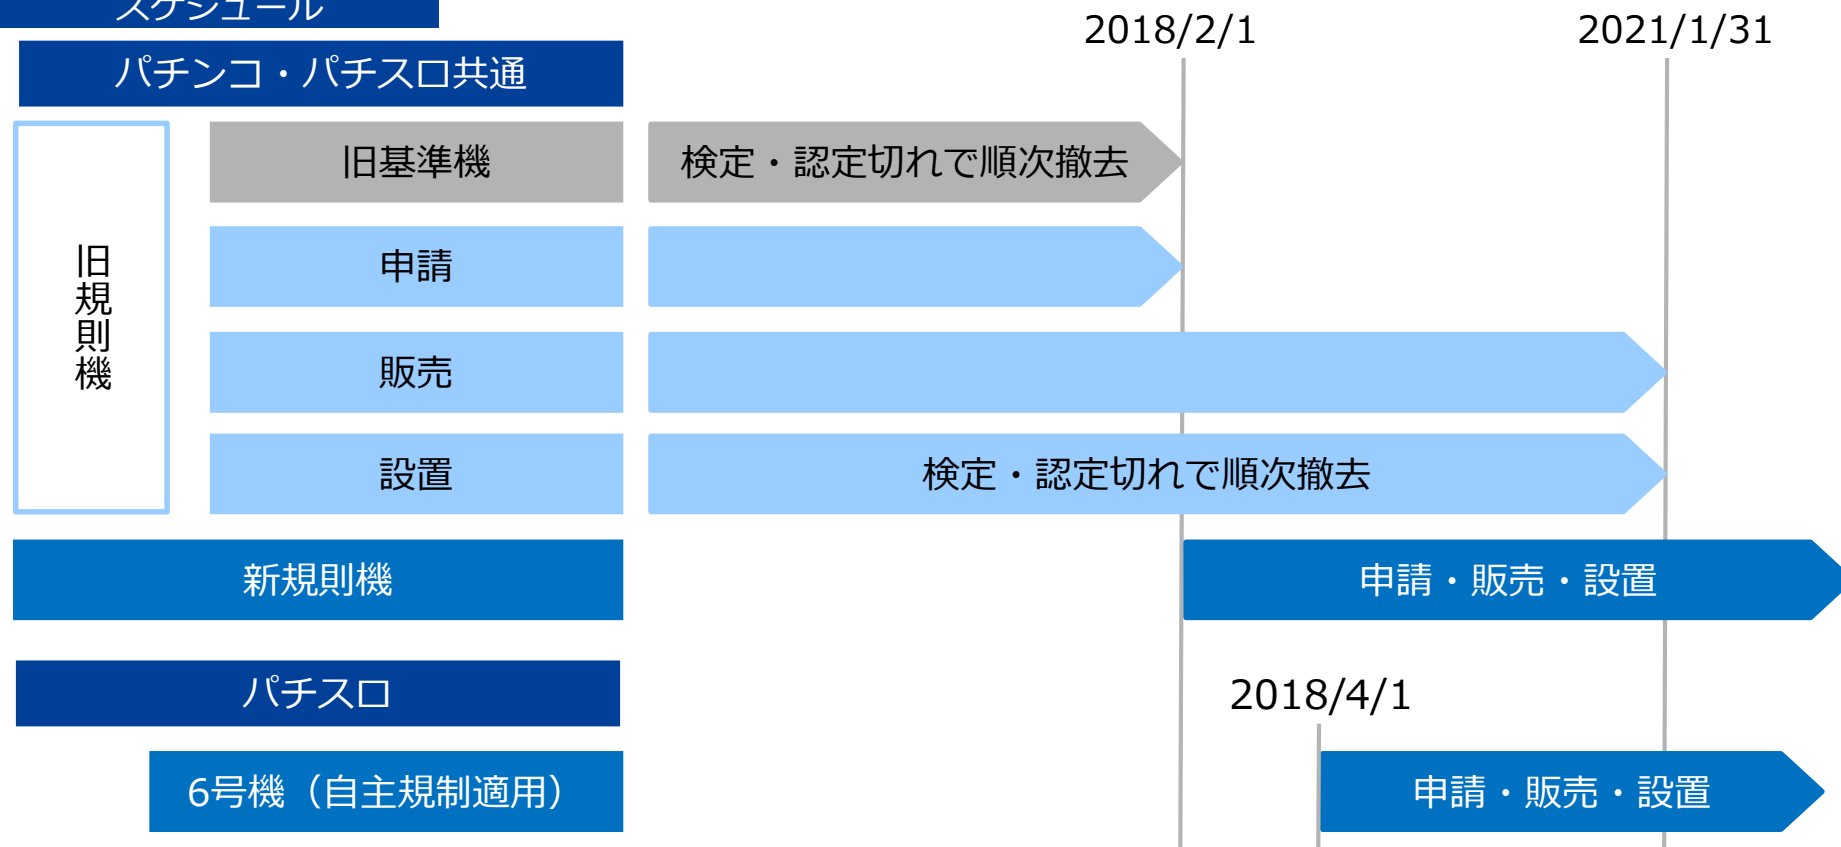 スケジュール
2018/2/1
2021/1/31
パチンコ・パチスロ共通
旧規則機
旧基準機
検定・認定切れで順次撤去
申請
販売
設置
検定・認定切れで順次撤去
新規則機
申請・販売・設置
パチスロ
2018/4/1
6号機（自主規制適用）
申請・販売・設置